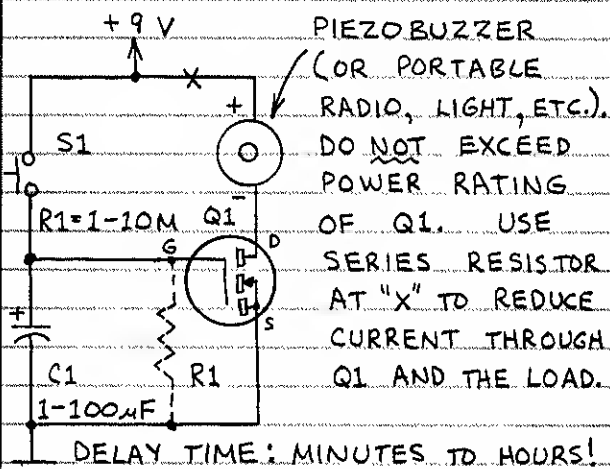 +9 V
PIEZOBUZZER
(OR PORTABLE
RADIO, LIGHT, ETC.).
DO NOT EXCEED
POWER RATING
OF Q1. USE
SERIES RESISTOR
AT "X" TO REDUCE
CURRENT THROUGH
Q1 AND THE LOAD.
X
+
S1
-
R1=1-10M
Q1
G
D
S
+
C1
R1
1-100µF
DELAY TIME: MINUTES TO HOURS!